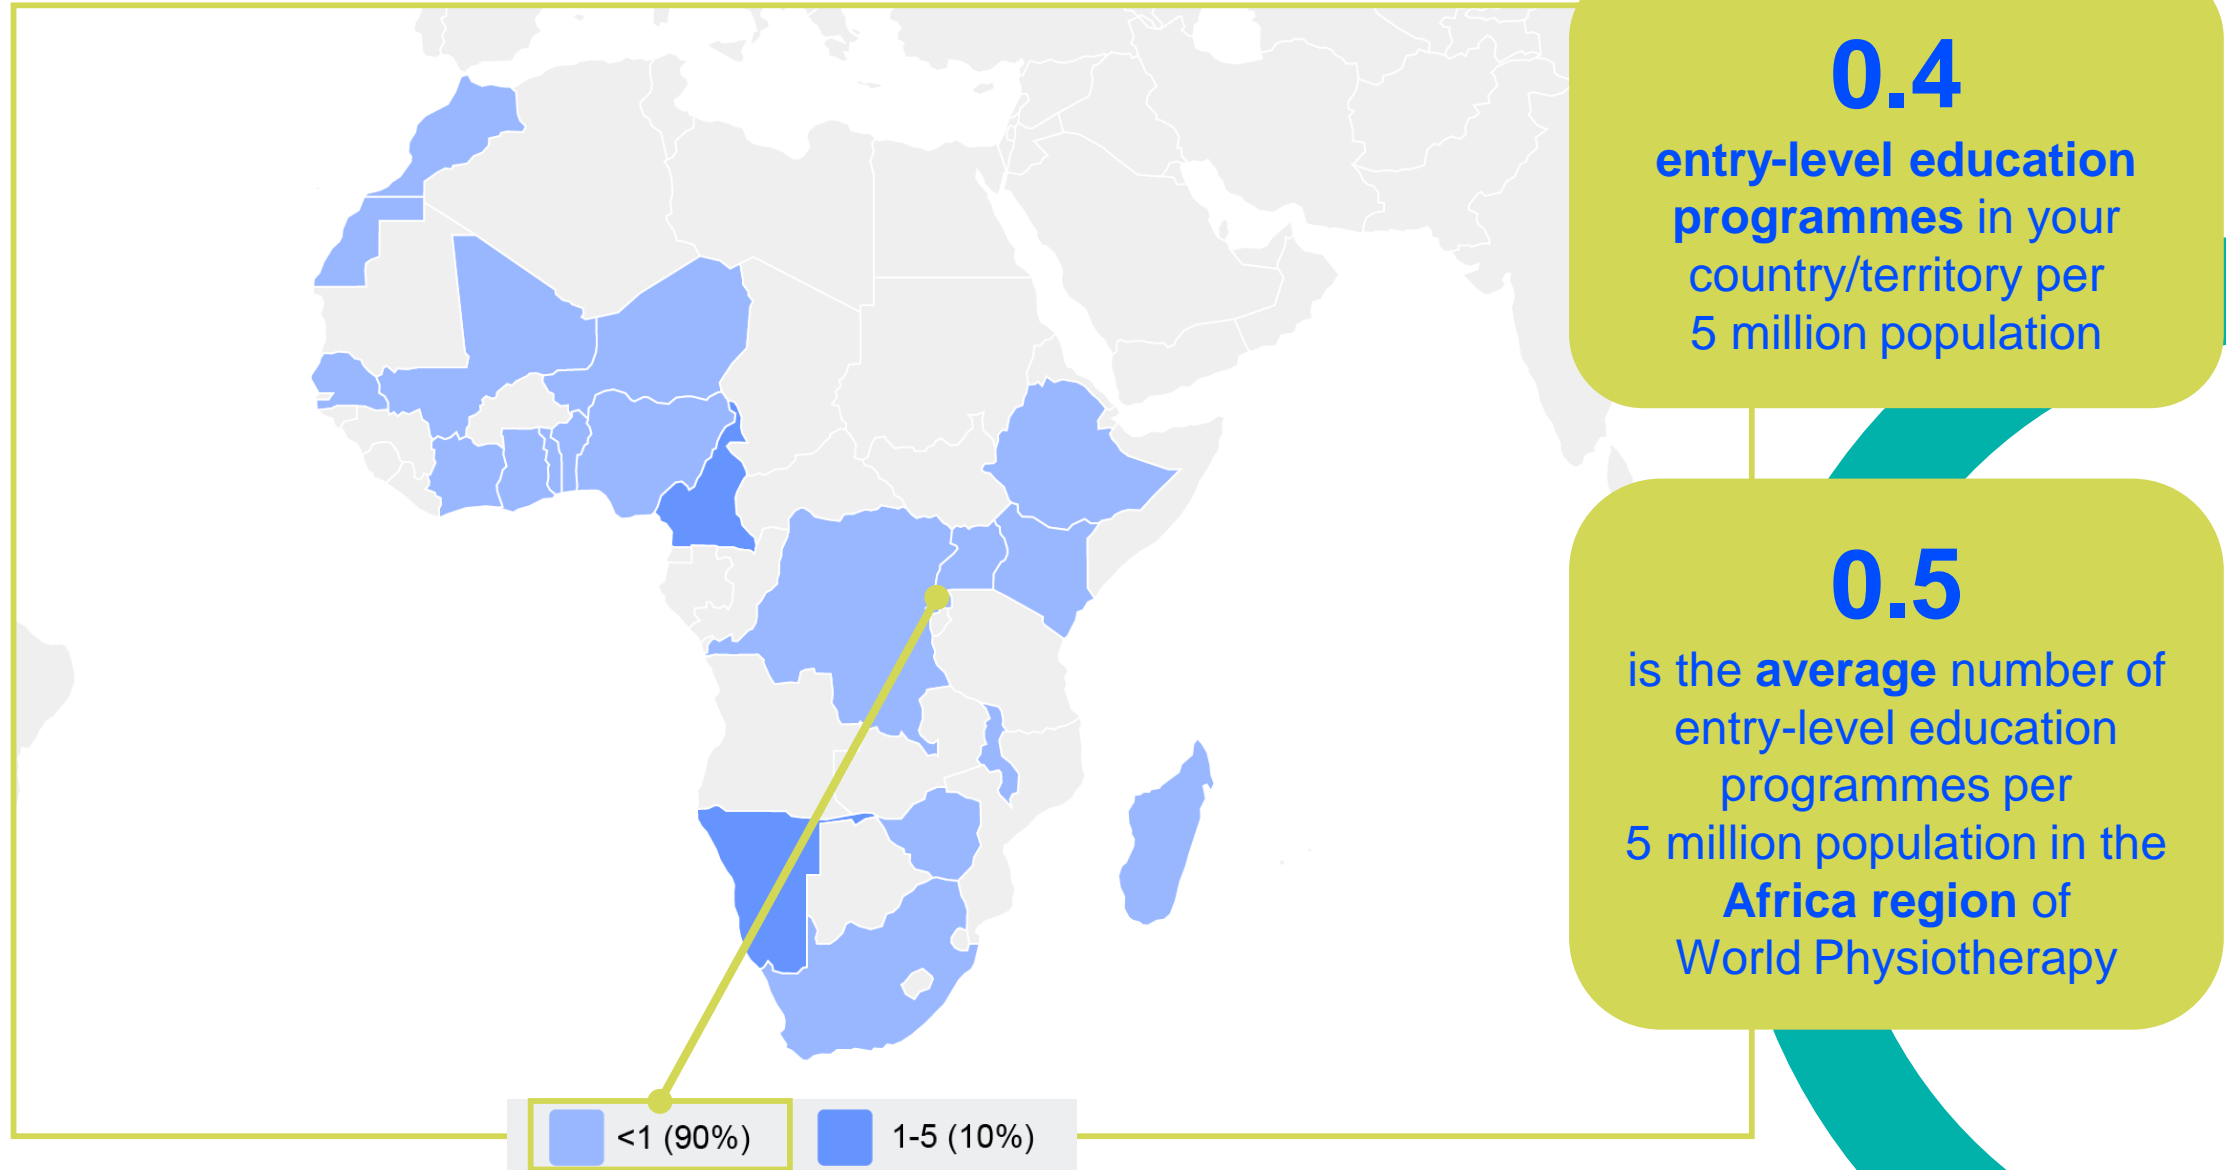 0.4
entry-level education
programmes in your
country/territory per
5 million population
0.5
is the average number of
entry-level education
programmes per
5 million population in the
Africa region of
World Physiotherapy
<1 (90%)
1-5 (10%)